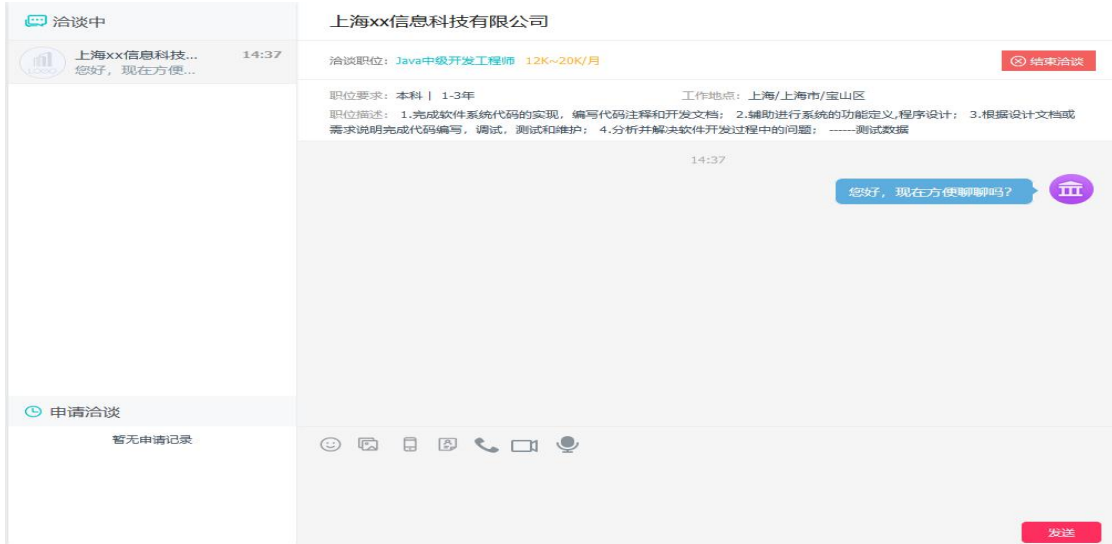 洽谈中
上海xx信息科技... 14:37
您好，现在方便...
申请洽谈
暂无申请记录
上海xx信息科技有限公司
洽谈职位：Java中级开发工程师 12K~20K/月
结束洽谈
职位要求：本科 | 1-3年 工作地点：上海/上海市/宝山区
职位描述： 1.完成软件系统代码的实现，编写代码注释和开发文档； 2.辅助进行系统的功能定义,程序设计； 3.根据设计文档或
需求说明完成代码编写，调试，测试和维护； 4.分析并解决软件开发过程中的问题； ------测试数据
14:37
您好，现在方便聊聊吗？
发送